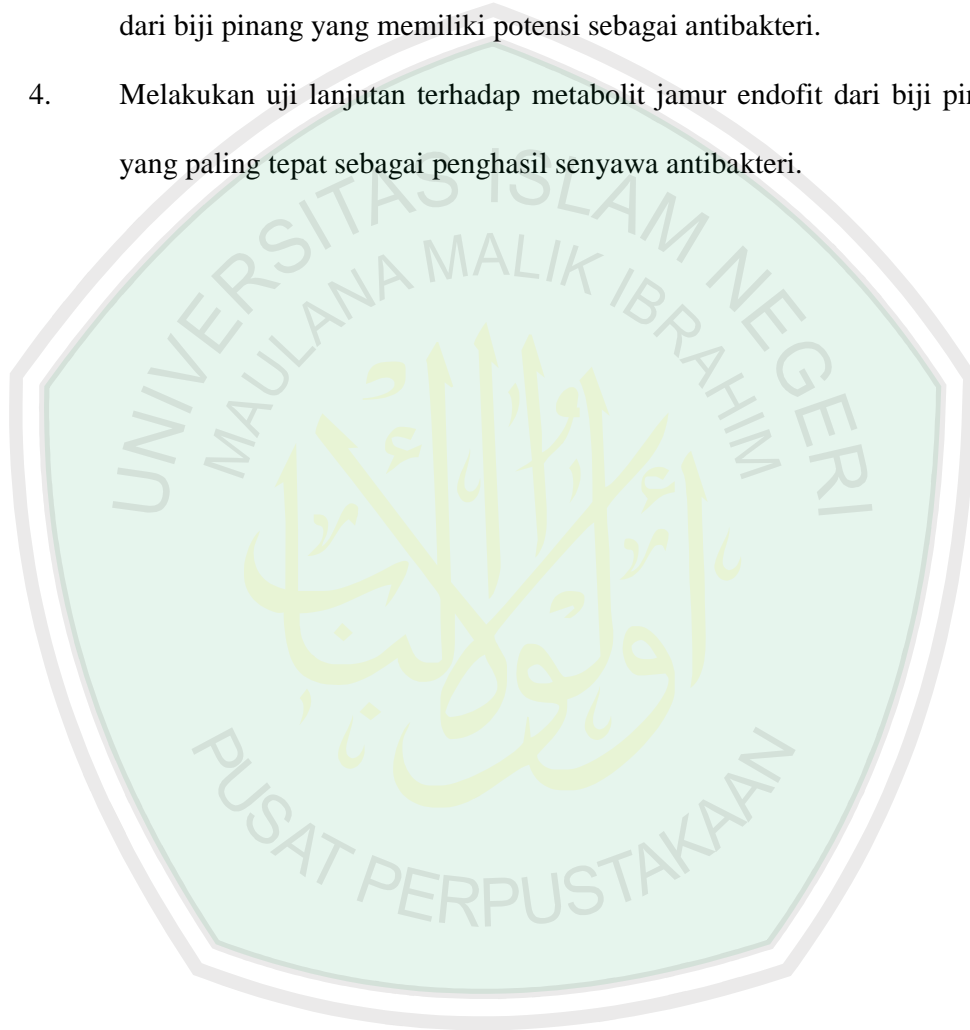 dari biji pinang yang memiliki potensi sebagai antibakteri.
4. Melakukan uji lanjutan terhadap metabolit jamur endofit dari biji
yang paling tepat sebagai penghasil senyawa antibakteri.
UNIVERSITAS ISLAM NEGERI
MAULANA MALIK IBRAHIM
PUSAT PERPUSTAKAAN